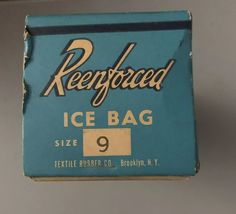 Reenforced
ICE BAG
SIZE 9
TEXTILE RUBBER CO. Brooklyn, N.Y.